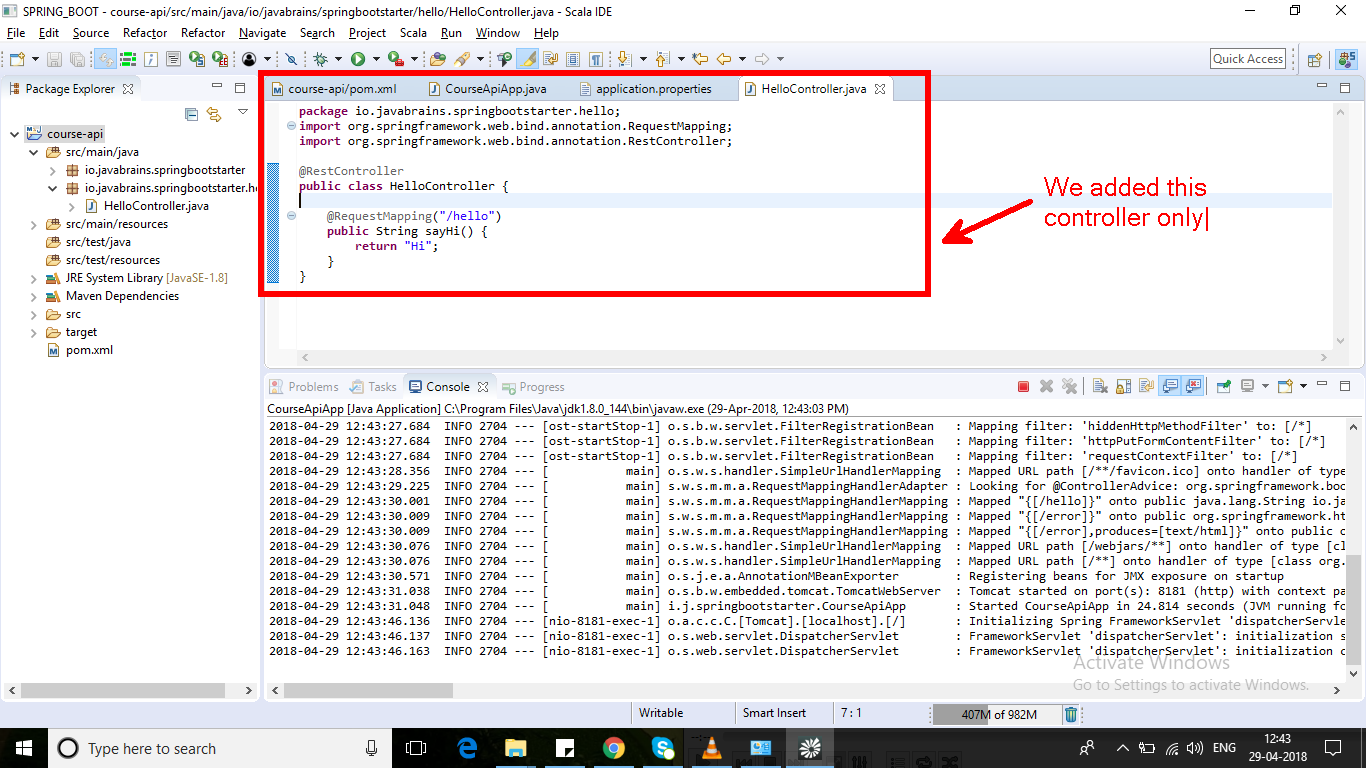 SPRING_BOOT - course-api/src/main/java/io/javabrains/springbootstarter/hello/HelloController.java - Scala IDE
File Edit Source Refactor Refactor Navigate Search Project Scala Run Window Help
Quick Access
Package Explorer
course-api
src/main/java
io.javabrains.springbootstarter
io.javabrains.springbootstarter.he
HelloController.java
src/main/resources
src/test/java
src/test/resources
JRE System Library [JavaSE-1.8]
Maven Dependencies
src
target
pom.xml
course-api/pom.xml CourseApiApp.java application.properties HelloController.java
package io.javabrains.springbootstarter.hello;
import org.springframework.web.bind.annotation.RequestMapping;
import org.springframework.web.bind.annotation.RestController;
@RestController
public class HelloController {
@RequestMapping("/hello")
public String sayHi() {
return "Hi";
}
}
We added this
controller only
Problems Tasks Console Progress
CourseApiApp [Java Application] C:\Program Files\Java\jdk1.8.0_144\bin\javaw.exe (29-Apr-2018, 12:43:03 PM)
2018-04-29 12:43:27.684 INFO 2704 --- [ost-startStop-1] o.s.b.w.servlet.FilterRegistrationBean : Mapping filter: 'hiddenHttpMethodFilter' to: [/*]
2018-04-29 12:43:27.684 INFO 2704 --- [ost-startStop-1] o.s.b.w.servlet.FilterRegistrationBean : Mapping filter: 'httpPutFormContentFilter' to: [/*]
2018-04-29 12:43:27.684 INFO 2704 --- [ost-startStop-1] o.s.b.w.servlet.FilterRegistrationBean : Mapping filter: 'requestContextFilter' to: [/*]
2018-04-29 12:43:28.356 INFO 2704 --- [ main] o.s.w.s.handler.SimpleUrlHandlerMapping : Mapped URL path [/**/favicon.ico] onto handler of type
2018-04-29 12:43:29.225 INFO 2704 --- [ main] s.w.s.m.m.a.RequestMappingHandlerAdapter : Looking for @ControllerAdvice: org.springframework.boo
2018-04-29 12:43:30.001 INFO 2704 --- [ main] s.w.s.m.m.a.RequestMappingHandlerMapping : Mapped "{[/hello]}" onto public java.lang.String io.ja
2018-04-29 12:43:30.009 INFO 2704 --- [ main] s.w.s.m.m.a.RequestMappingHandlerMapping : Mapped "{[/error]}" onto public org.springframework.ht
2018-04-29 12:43:30.009 INFO 2704 --- [ main] s.w.s.m.m.a.RequestMappingHandlerMapping : Mapped "{[/error],produces=[text/html]}" onto public o
2018-04-29 12:43:30.076 INFO 2704 --- [ main] o.s.w.s.handler.SimpleUrlHandlerMapping : Mapped URL path [/webjars/**] onto handler of type [cl
2018-04-29 12:43:30.076 INFO 2704 --- [ main] o.s.w.s.handler.SimpleUrlHandlerMapping : Mapped URL path [/**] onto handler of type [class org.
2018-04-29 12:43:30.571 INFO 2704 --- [ main] o.s.j.e.a.AnnotationMBeanExporter : Registering beans for JMX exposure on startup
2018-04-29 12:43:31.038 INFO 2704 --- [ main] o.s.b.w.embedded.tomcat.TomcatWebServer : Tomcat started on port(s): 8181 (http) with context pa
2018-04-29 12:43:31.048 INFO 2704 --- [ main] i.j.springbootstarter.CourseApiApp : Started CourseApiApp in 24.814 seconds (JVM running fo
2018-04-29 12:43:46.136 INFO 2704 --- [nio-8181-exec-1] o.a.c.c.C.[Tomcat].[localhost].[/] : Initializing Spring FrameworkServlet 'dispatcherServle
2018-04-29 12:43:46.137 INFO 2704 --- [nio-8181-exec-1] o.s.web.servlet.DispatcherServlet : FrameworkServlet 'dispatcherServlet': initialization s
2018-04-29 12:43:46.163 INFO 2704 --- [nio-8181-exec-1] o.s.web.servlet.DispatcherServlet : FrameworkServlet 'dispatcherServlet': initialization c
Activate Windows
Go to Settings to activate Windows.
Writable Smart Insert 7 : 1 407M of 982M
Type here to search
ENG
12:43
29-04-2018